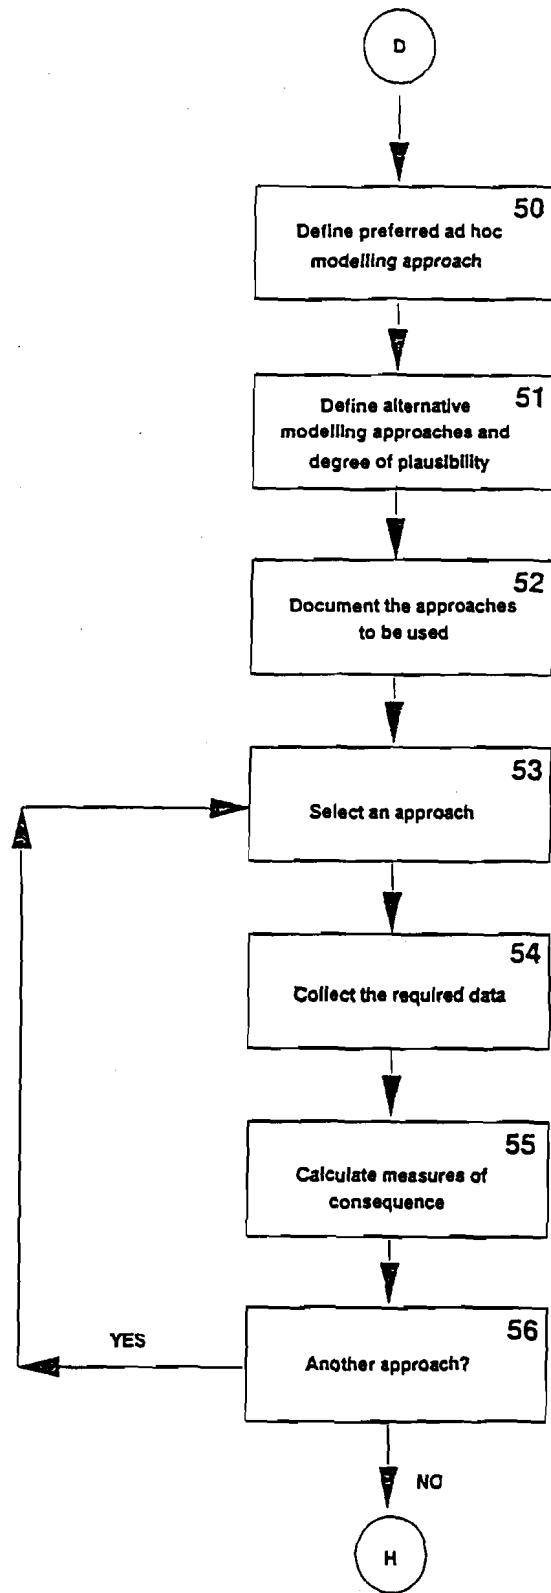 D
50
Define preferred ad hoc
modelling approach
51
Define alternative
modelling approaches and
degree of plausibility
52
Document the approaches
to be used
53
Select an approach
54
Collect the required data
55
Calculate measures of
consequence
56
Another approach?
YES
NO
H